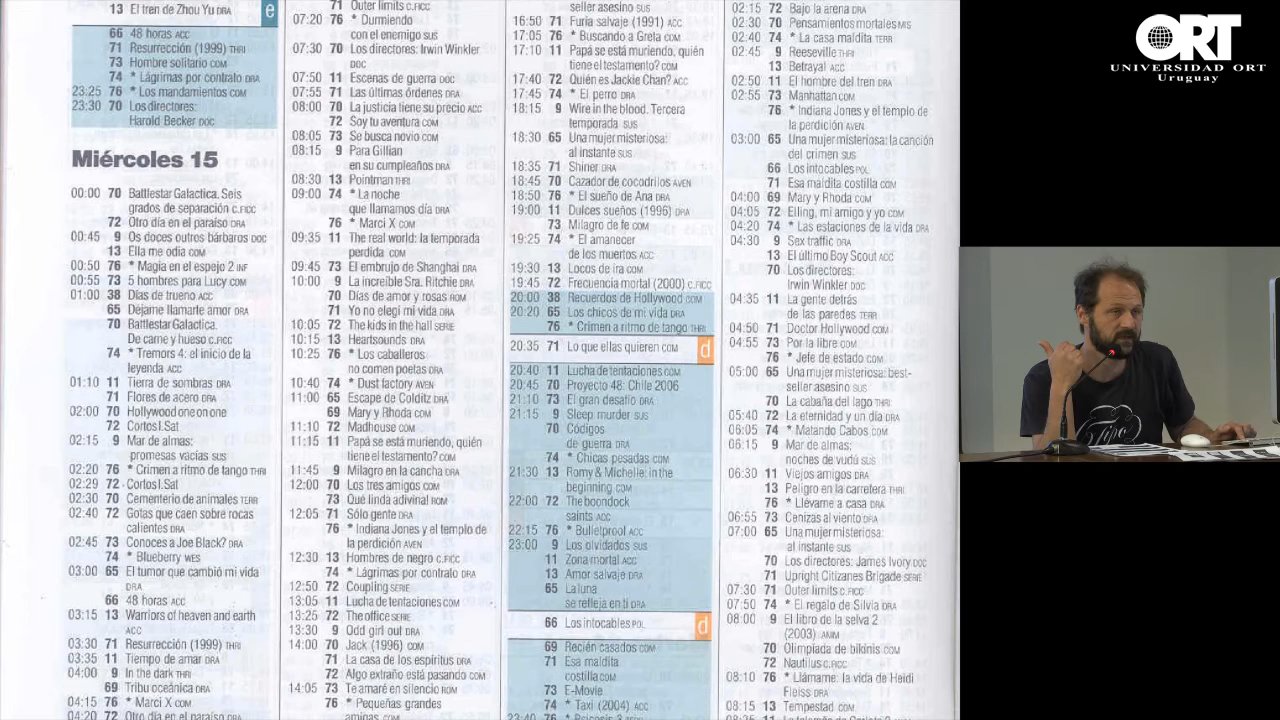 13 El tren de Zhou Yu DRA
e
66 48 horas ACC
71 Resurrección (1999) THRI
73 Hombre solitario COM
74 * Lágrimas por contrato DRA
23:25 76 * Los mandamientos COM
23:30 70 Los directores:
Harold Becker DOC
Miércoles 15
00:00 70 Battlestar Galactica. Seis
grados de separación C.FICC
72 Otro día en el paraíso DRA
00:45 9 Os doces outros bárbaros DOC
13 Ella me odia COM
00:50 76 * Magia en el espejo 2 INF
00:55 73 5 hombres para Lucy COM
01:00 38 Días de trueno ACC
65 Déjame llamarte amor DRA
70 Battlestar Galactica.
De carne y hueso C.FICC
74 * Tremors 4: el inicio de la
leyenda ACC
01:10 11 Tierra de sombras DRA
71 Flores de acero DRA
02:00 70 Hollywood one on one
72 Cortos I.Sat
02:15 9 Mar de almas:
promesas vacías SUS
02:20 76 * Crimen a ritmo de tango THRI
02:29 72 Cortos I.Sat
02:30 70 Cementerio de animales TERR
02:40 72 Gotas que caen sobre rocas
calientes DRA
02:45 73 Conoces a Joe Black? DRA
74 * Blueberry WES
03:00 65 El tumor que cambió mi vida
DRA
66 48 horas ACC
03:15 13 Warriors of heaven and earth
ACC
03:30 71 Resurrección (1999) THRI
03:35 11 Tiempo de amar DRA
04:00 9 In the dark THRI
69 Tribu oceánica DRA
04:15 76 * Marci X COM
04:20 72 Otro día en el paraíso DRA
71 Outer limits C.FICC
07:20 76 * Durmiendo
con el enemigo SUS
07:30 70 Los directores: Irwin Winkler
DOC
07:50 11 Escenas de guerra DOC
07:55 71 Las últimas órdenes DRA
08:00 70 La justicia tiene su precio ACC
72 Soy tu aventura COM
08:05 73 Se busca novio COM
08:15 9 Para Gillian
en su cumpleaños DRA
08:30 13 Pointman THRI
09:00 74 * La noche
que llamamos día DRA
76 * Marci X COM
09:35 11 The real world: la temporada
perdida COM
09:45 73 El embrujo de Shanghai DRA
10:00 9 La increíble Sra. Ritchie DRA
70 Días de amor y rosas ROM
71 Yo no elegí mi vida DRA
10:05 72 The kids in the hall SERIE
10:15 13 Heartsounds DRA
10:25 76 * Los caballeros
no comen poetas DRA
10:40 74 * Dust factory AVEN
11:00 65 Escape de Colditz DRA
69 Mary y Rhoda COM
11:10 72 Madhouse COM
11:15 11 Papá se está muriendo, quién
tiene el testamento? COM
11:45 9 Milagro en la cancha DRA
12:00 70 Los tres amigos COM
73 Qué linda adivina! ROM
12:05 71 Sólo gente DRA
76 * Indiana Jones y el templo de
la perdición AVEN
12:30 13 Hombres de negro C.FICC
74 * Lágrimas por contrato DRA
12:50 72 Coupling SERIE
13:05 11 Lucha de tentaciones COM
13:25 72 The office SERIE
13:30 9 Odd girl out DRA
14:00 70 Jack (1996) COM
71 La casa de los espíritus DRA
72 Algo extraño está pasando COM
14:05 73 Te amaré en silencio ROM
76 * Pequeñas grandes
amigas COM
seller asesino SUS
16:50 71 Furia salvaje (1991) ACC
17:05 76 * Buscando a Greta COM
17:10 11 Papá se está muriendo, quién
tiene el testamento? COM
17:40 72 Quién es Jackie Chan? ACC
17:45 74 * El perro DRA
18:15 9 Wire in the blood. Tercera
temporada SUS
18:30 65 Una mujer misteriosa:
al instante SUS
18:35 71 Shiner DRA
18:45 70 Cazador de cocodrilos AVEN
18:50 76 * El sueño de Ana DRA
19:00 11 Dulces sueños (1996) DRA
73 Milagro de fe COM
19:25 74 * El amanecer
de los muertos ACC
19:30 13 Locos de ira COM
19:45 72 Frecuencia mortal (2000) C.FICC
20:00 38 Recuerdos de Hollywood COM
20:20 65 Los chicos de mi vida DRA
76 * Crimen a ritmo de tango THRI
20:35 71 Lo que ellas quieren COM
d
20:40 11 Lucha de tentaciones COM
20:45 70 Proyecto 48: Chile 2006
21:10 73 El gran desafío DRA
21:15 9 Sleep murder SUS
70 Códigos
de guerra DRA
74 * Chicas pesadas COM
21:30 13 Romy & Michelle: in the
beginning COM
22:00 72 The boondock
saints ACC
22:15 76 * Bulletproof ACC
23:00 9 Los olvidados SUS
11 Zona mortal ACC
13 Amor salvaje DRA
65 La luna
se refleja en ti DRA
66 Los intocables POL
d
69 Recién casados COM
71 Esa maldita
costilla COM
73 E-Movie
74 * Taxi (2004) ACC
23:40 76 * Psicosis 3
02:15 72 Bajo la arena DRA
02:30 70 Pensamientos mortales MIS
02:40 74 * La casa maldita TERR
02:45 9 Reeseville THRI
13 Betrayal ACC
02:50 11 El hombre del tren DRA
02:55 73 Manhattan COM
76 * Indiana Jones y el templo de
la perdición AVEN
03:00 65 Una mujer misteriosa: la canción
del crimen SUS
66 Los intocables POL
71 Esa maldita costilla COM
04:00 69 Mary y Rhoda COM
04:05 72 Elling, mi amigo y yo COM
04:20 74 * Las estaciones de la vida DRA
04:30 9 Sex traffic DRA
13 El último Boy Scout ACC
70 Los directores:
Irwin Winkler DOC
04:35 11 La gente detrás
de las paredes TERR
04:50 71 Doctor Hollywood COM
04:55 73 Por la libre COM
76 * Jefe de estado COM
05:00 65 Una mujer misteriosa: best-
seller asesino SUS
70 La cabaña del lago THRI
05:40 72 La eternidad y un día DRA
06:05 74 * Matando Cabos COM
06:15 9 Mar de almas:
noches de vudú SUS
06:30 11 Viejos amigos DRA
13 Peligro en la carretera THRI
76 * Llévame a casa DRA
06:55 73 Cenizas al viento DRA
07:00 65 Una mujer misteriosa:
al instante SUS
70 Los directores: James Ivory DOC
71 Upright Citizanes Brigade SERIE
07:30 71 Outer limits C.FICC
07:50 74 * El regalo de Silvia DRA
08:00 9 El libro de la selva 2
(2003) ANIM
70 Olimpíada de bikinis COM
72 Nautilus C.FICC
08:10 76 * Llámame: la vida de Heidi
Fleiss DRA
08:15 13 Tempestad COM
ORT
UNIVERSIDAD ORT
Uruguay
Tipo